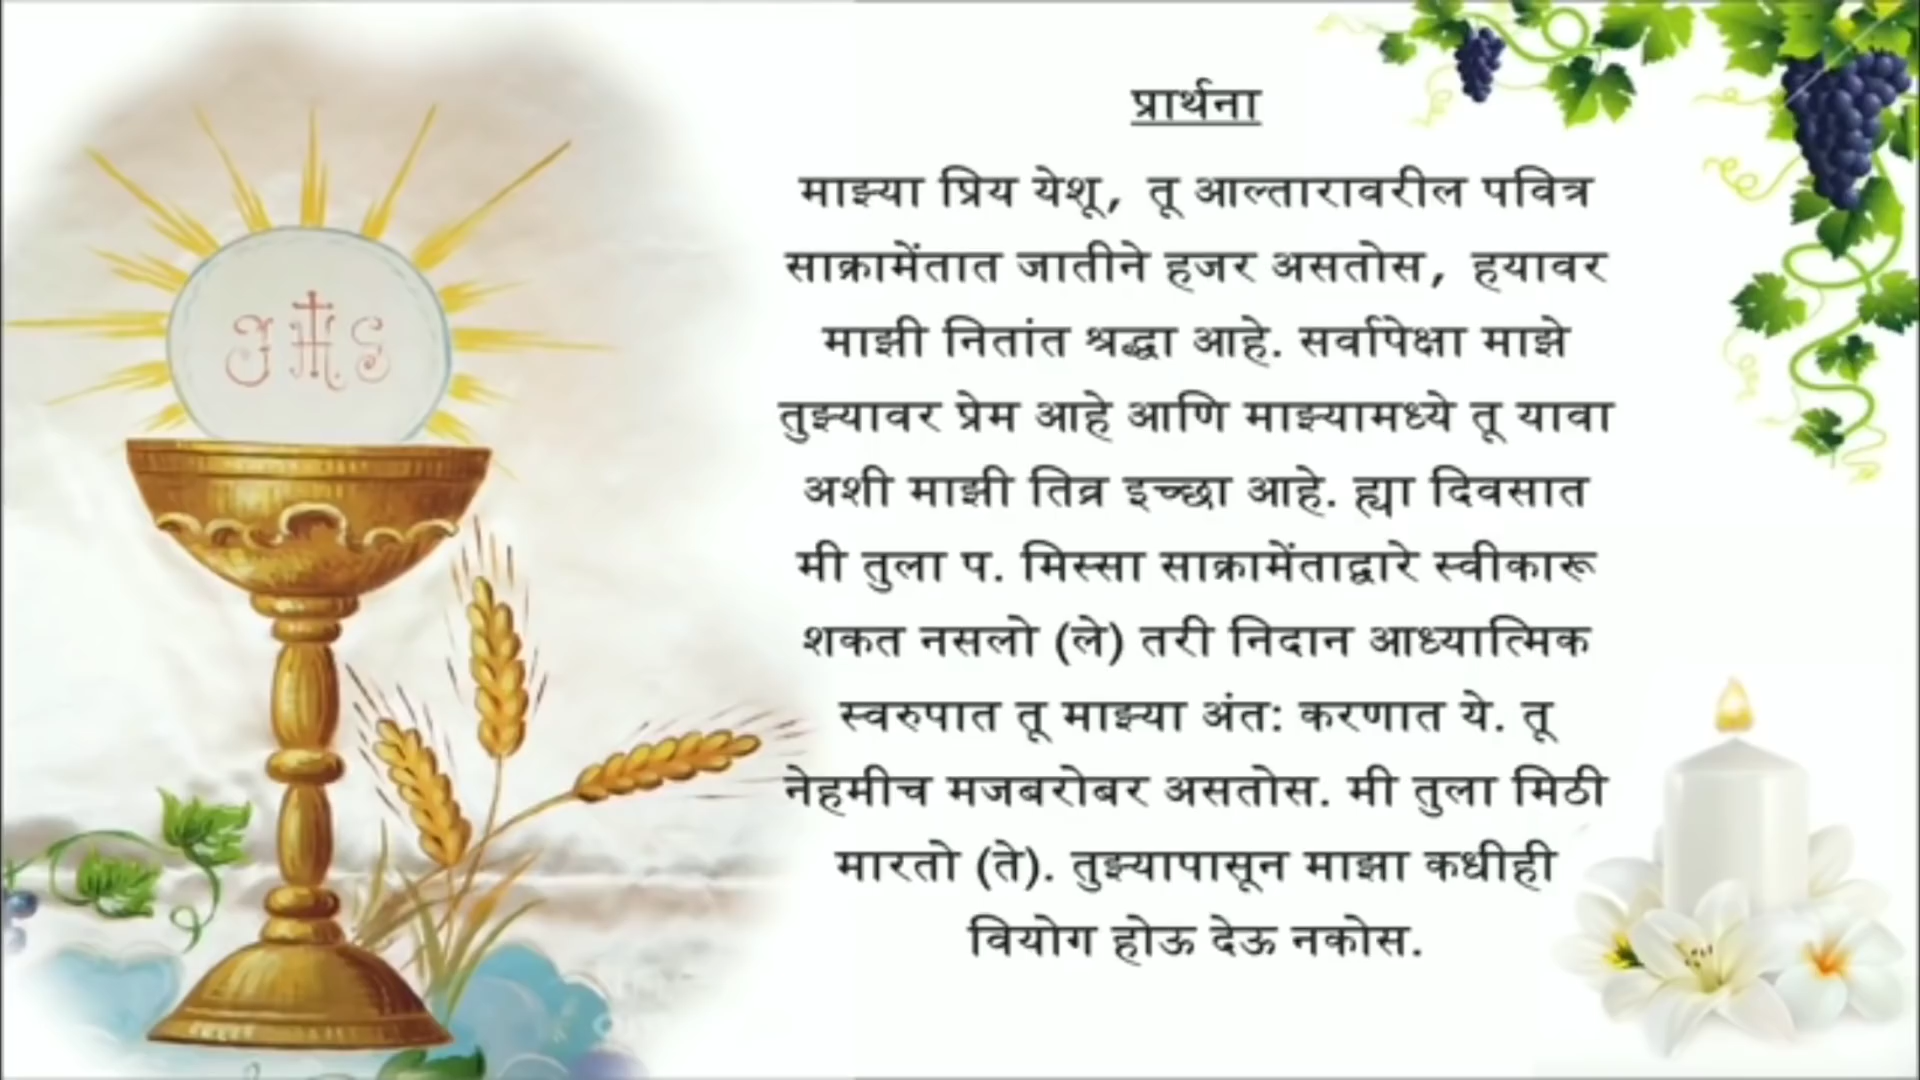 प्रार्थना
माझ्या प्रिय येशू, तू आल्तारावरील पवित्र
साक्रामेंतात जातीने हजर असतोस, हयावर
माझी नितांत श्रद्धा आहे. सर्वापेक्षा माझे
तुझ्यावर प्रेम आहे आणि माझ्यामध्ये तू यावा
अशी माझी तिव्र इच्छा आहे. ह्या दिवसात
मी तुला प. मिस्सा साक्रामेंताद्वारे स्वीकारू
शकत नसलो (ले) तरी निदान आध्यात्मिक
स्वरुपात तू माझ्या अंत: करणात ये. तू
नेहमीच मजबरोबर असतोस. मी तुला मिठी
मारतो (ते). तुझ्यापासून माझा कधीही
वियोग होऊ देऊ नकोस.
JHS